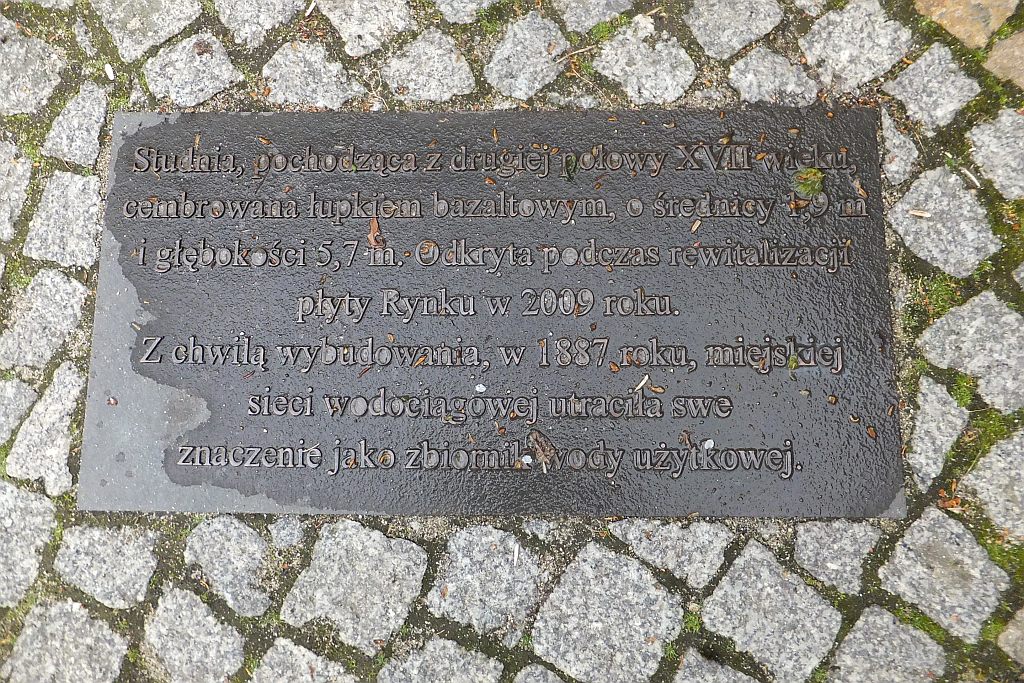 Studnia, pochodząca z drugiej połowy XVII wieku,
cembrowana łupkiem bazaltowym, o średnicy 1,9 m
i głębokości 5,7 m. Odkryta podczas rewitalizacji
płyty Rynku w 2009 roku.
Z chwilą wybudowania, w 1887 roku, miejskiej
sieci wodociągowej utraciła swe
znaczenie jako zbiornik wody użytkowej.